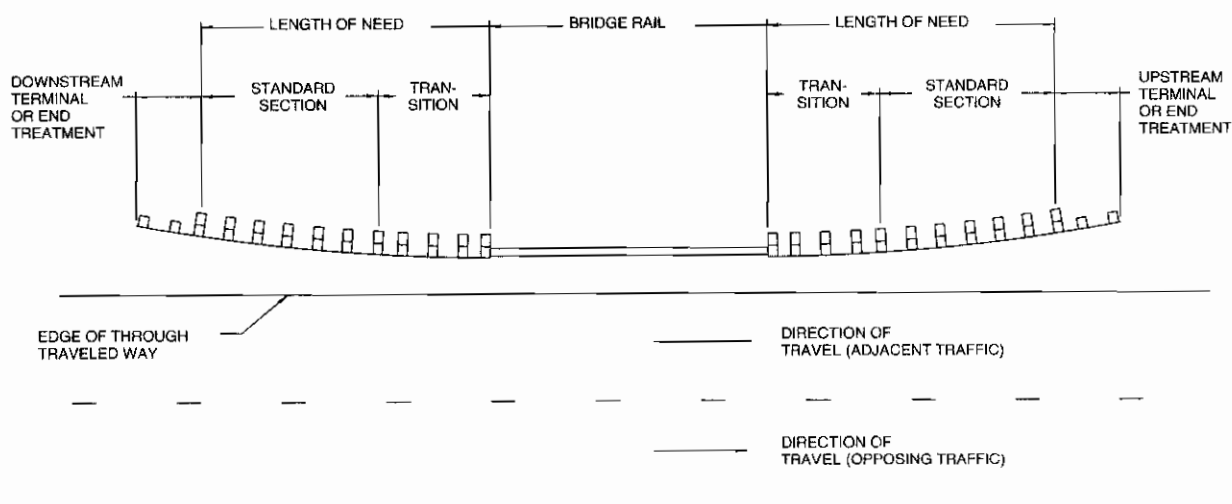 LENGTH OF NEED
BRIDGE RAIL
LENGTH OF NEED
DOWNSTREAM
TERMINAL
OR END
TREATMENT
STANDARD
SECTION
TRAN-
SITION
TRAN-
SITION
STANDARD
SECTION
UPSTREAM
TERMINAL
OR END
TREATMENT
EDGE OF THROUGH
TRAVELED WAY
DIRECTION OF
TRAVEL (ADJACENT TRAFFIC)
DIRECTION OF
TRAVEL (OPPOSING TRAFFIC)